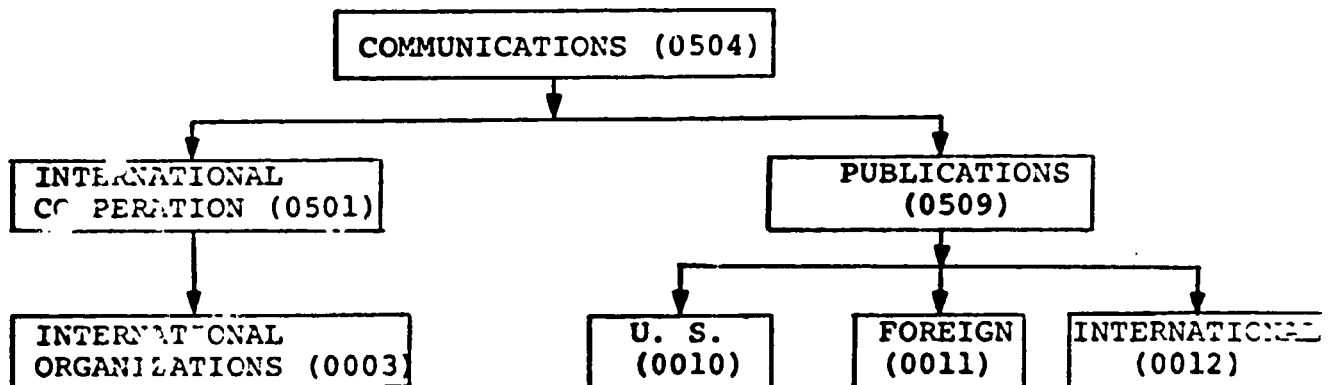 COMMUNICATIONS (0504)
INTERNATIONAL
COOPERATION (0501)
PUBLICATIONS
(0509)
INTERNATIONAL
ORGANIZATIONS (0003)
U. S.
(0010)
FOREIGN
(0011)
INTERNATIONAL
(0012)